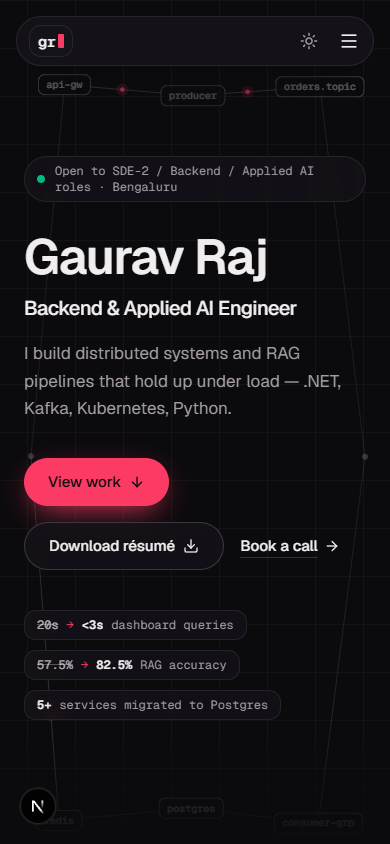 gr
api-gw
producer
orders.topic
Open to SDE-2 / Backend / Applied AI
roles · Bengaluru
Gaurav Raj
Backend & Applied AI Engineer
I build distributed systems and RAG
pipelines that hold up under load — .NET,
Kafka, Kubernetes, Python.
View work ↓
Download résumé
Book a call →
20s → <3s dashboard queries
57.5% → 82.5% RAG accuracy
5+ services migrated to Postgres
N
postgres
consumer-grp